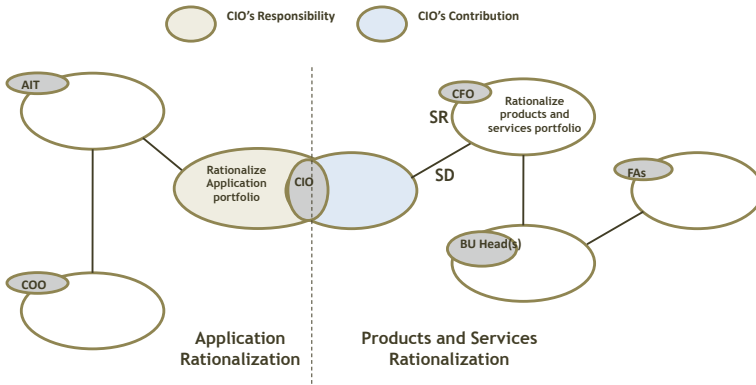 CIO's Responsibility
CIO's Contribution
AIT
CFO
Rationalize
products and
services portfolio
SR
SD
FAs
Rationalize
Application
portfolio
CIO
BU Head(s)
COO
Application
Rationalization
Products and Services
Rationalization